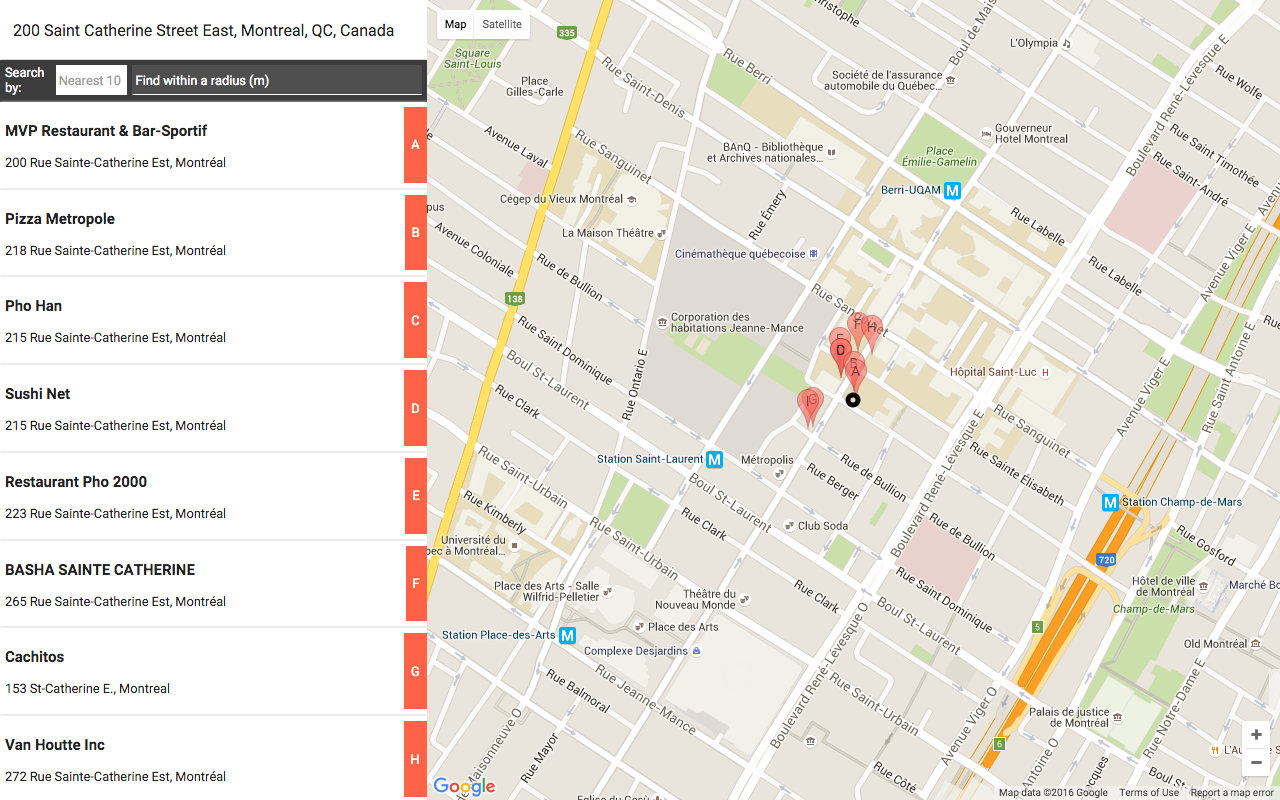 200 Saint Catherine Street East, Montreal, QC, Canada
Search by:
Nearest 10
Find within a radius (m)
MVP Restaurant & Bar-Sportif
200 Rue Sainte-Catherine Est, Montréal
A
Pizza Metropole
218 Rue Sainte-Catherine Est, Montréal
B
Pho Han
215 Rue Sainte-Catherine Est, Montréal
C
Sushi Net
215 Rue Sainte-Catherine Est, Montréal
D
Restaurant Pho 2000
223 Rue Sainte-Catherine Est, Montréal
E
BASHA SAINTE CATHERINE
265 Rue Sainte-Catherine Est, Montréal
F
Cachitos
153 St-Catherine E., Montreal
G
Van Houtte Inc
272 Rue Sainte-Catherine Est, Montréal
H
Map
Satellite
335
Square
Saint-Louis
Place
Gilles-Carle
Rue Saint-Denis
Rue Berri
Boul de Mais
L'Olympia
Société de l'assurance
automobile du Québec...
Boulevard René-Lévesque E
Rue Wolfe
Rue Saint Timothée
Rue Saint-André
Avenue Laval
Rue Sanguinet
BAnQ - Bibliothèque
et Archives nationales...
Place
Émilie-Gamelin
Gouverneur
Hotel Montreal
Berri-UQAM
M
Cégep du Vieux Montréal
Rue Émery
Rue Labelle
Rue Labelle
La Maison Théâtre
Cinémathèque québecoise
pus
Avenue Coloniale
Rue de Bullion
138
Avenue Viger E
Rue Saint Antoine E
Corporation des
habitations Jeanne-Mance
Rue Saint Dominique
Boul St-Laurent
Rue Ontario E
Rue Clark
F
H
D
A
G
Hôpital Saint-Luc
H
Avenue Viger E
Rue Sanguinet
Rue Sainte Élisabeth
Boulevard René-Lévesque E
Station Saint-Laurent
M
Métropolis
Rue Berger
Rue de Bullion
Boul St-Laurent
Rue Saint-Urbain
Rue Kimberly
Rue Clark
Club Soda
M
Station Champ-de-Mars
Rue de Bullion
Rue Gosford
720
Université du
bec à Montréal...
Rue Saint-Urbain
Rue Saint Dominique
Place des Arts - Salle
Wilfrid-Pelletier
Théâtre du
Nouveau Monde
Rue Clark
Boul St-Laurent
Hôtel de ville
de Montréal
Marché Bo
Champ-de-Mars
Place des Arts
5
Station Place-des-Arts
M
Complexe Desjardins
Old Montréal
Boulevard René-Lévesque O
Rue Balmoral
Rue Jeanne-Mance
Rue Saint-Urbain
Avenue Viger O
Palais de justice
de Montréal
Rue Notre-Dame E
6
Rue Mayor
de Maisonneuve O
Rue Côté
Antoine O
Boul St
+
−
Google
Eglise du Gesù
Map data ©2016 Google
Terms of Use
Report a map error